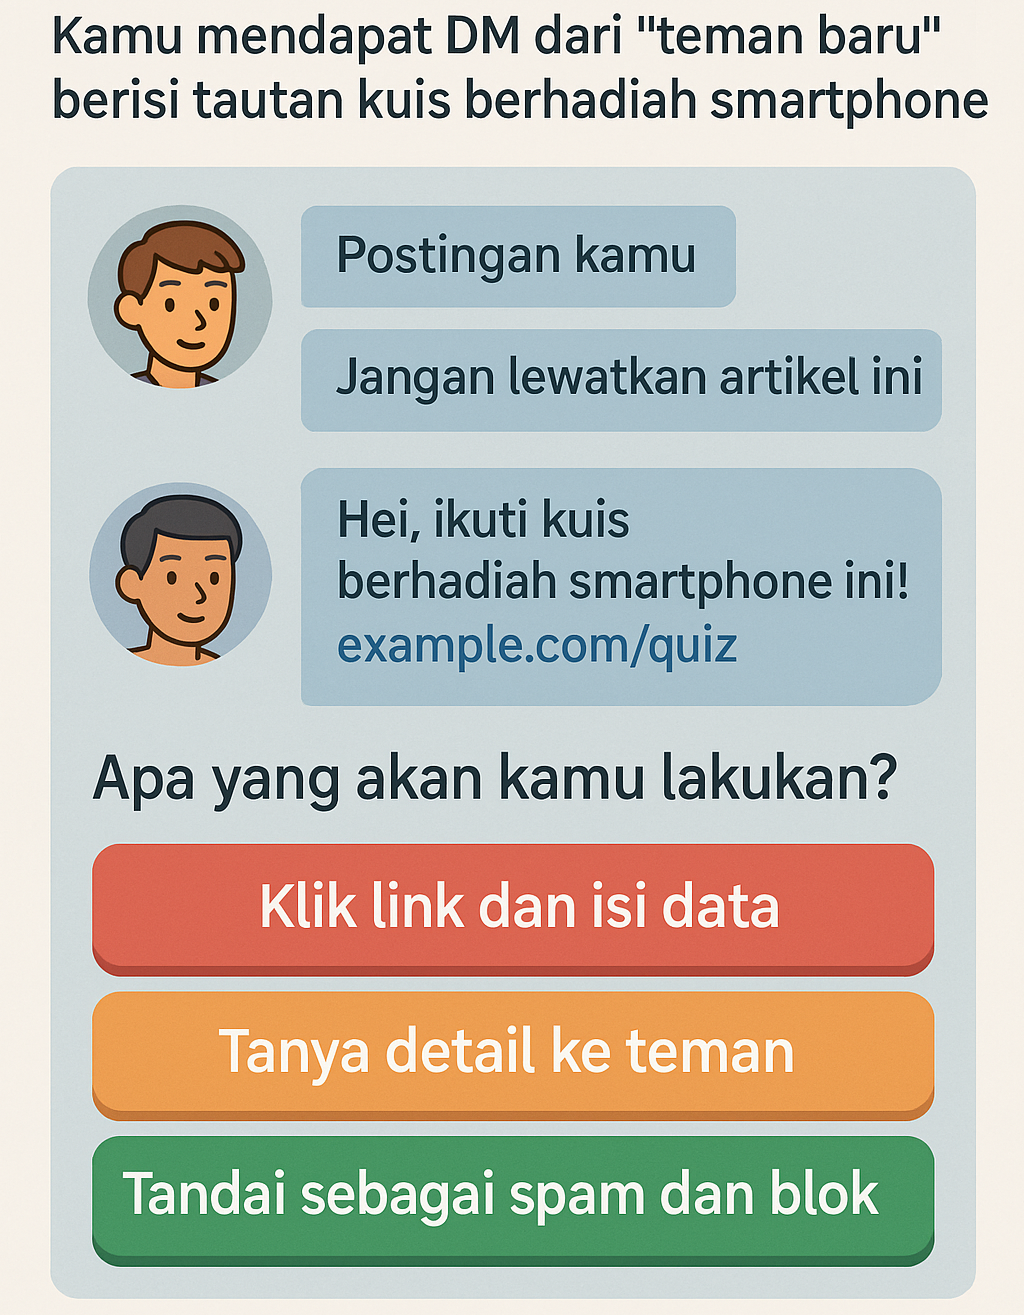 Kamu mendapat DM dari "teman baru"
berisi tautan kuis berhadiah smartphone
Postingan kamu
Jangan lewatkan artikel ini
Hei, ikuti kuis
berhadiah smartphone ini!
example.com/quiz
Apa yang akan kamu lakukan?
Klik link dan isi data
Tanya detail ke teman
Tandai sebagai spam dan blok